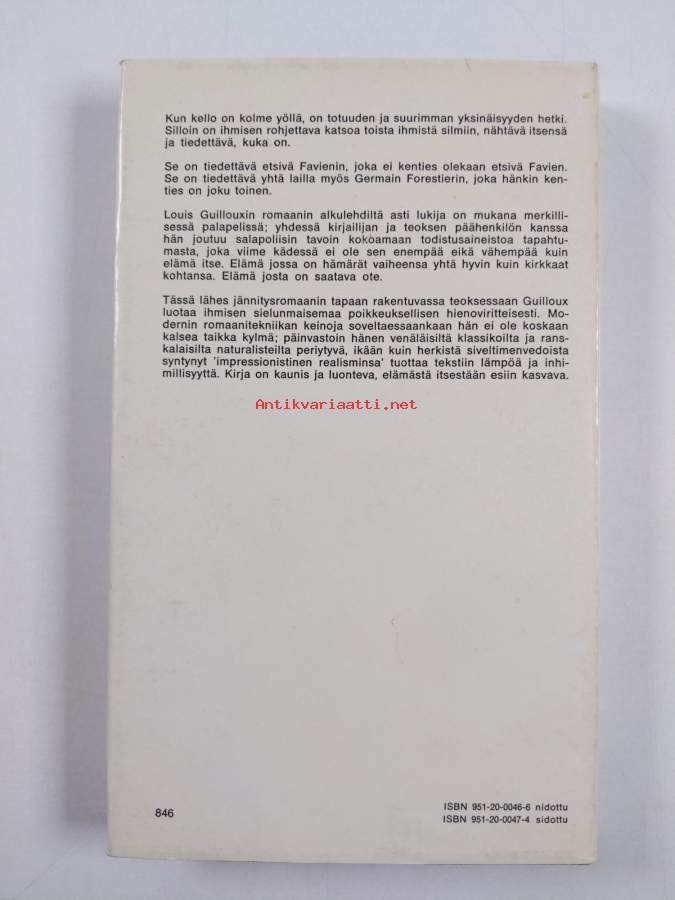 Kun kello on kolme yöllä, on totuuden ja suurimman yksinäisyyden hetki.
Silloin on ihmisen rohjettava katsoa toista ihmistä silmiin, nähtävä itsensä
ja tiedettävä, kuka on.
Se on tiedettävä etsivä Favienin, joka ei kenties olekaan etsivä Favien.
Se on tiedettävä yhtä lailla myös Germain Forestierin, joka hänkin ken-
ties on joku toinen.
Louis Guillouxin romaanin alkulehdiltä asti lukija on mukana merkilli-
sessä palapelissä; yhdessä kirjailijan ja teoksen päähenkilön kanssa
hän joutuu salapoliisin tavoin kokoamaan todistusaineistoa tapahtu-
masta, joka viime kädessä ei ole sen enempää eikä vähempää kuin
elämä itse. Elämä jossa on hämärät vaiheensa yhtä hyvin kuin kirkkaat
kohtansa. Elämä josta on saatava ote.
Tässä lähes jännitysromaanin tapaan rakentuvassa teoksessaan Guilloux
luotaa ihmisen sielunmaisemaa poikkeuksellisen hienoviritteisesti. Mo-
dernin romaanitekniikan keinoja soveltaessaankaan hän ei ole koskaan
kalsea taikka kylmä; päinvastoin hänen venäläisiltä klassikoilta ja rans-
kalaisilta naturalisteilta periytyvä, ikään kuin herkistä siveltimenvedoista
syntynyt 'impressionistinen realisminsa' tuottaa tekstiin lämpöä ja inhi-
millisyyttä. Kirja on kaunis ja luonteva, elämästä itsestään esiin kasvava.
Antikvariaatti.net
846
ISBN 951-20-0046-6 nidottu
ISBN 951-20-0047-4 sidottu